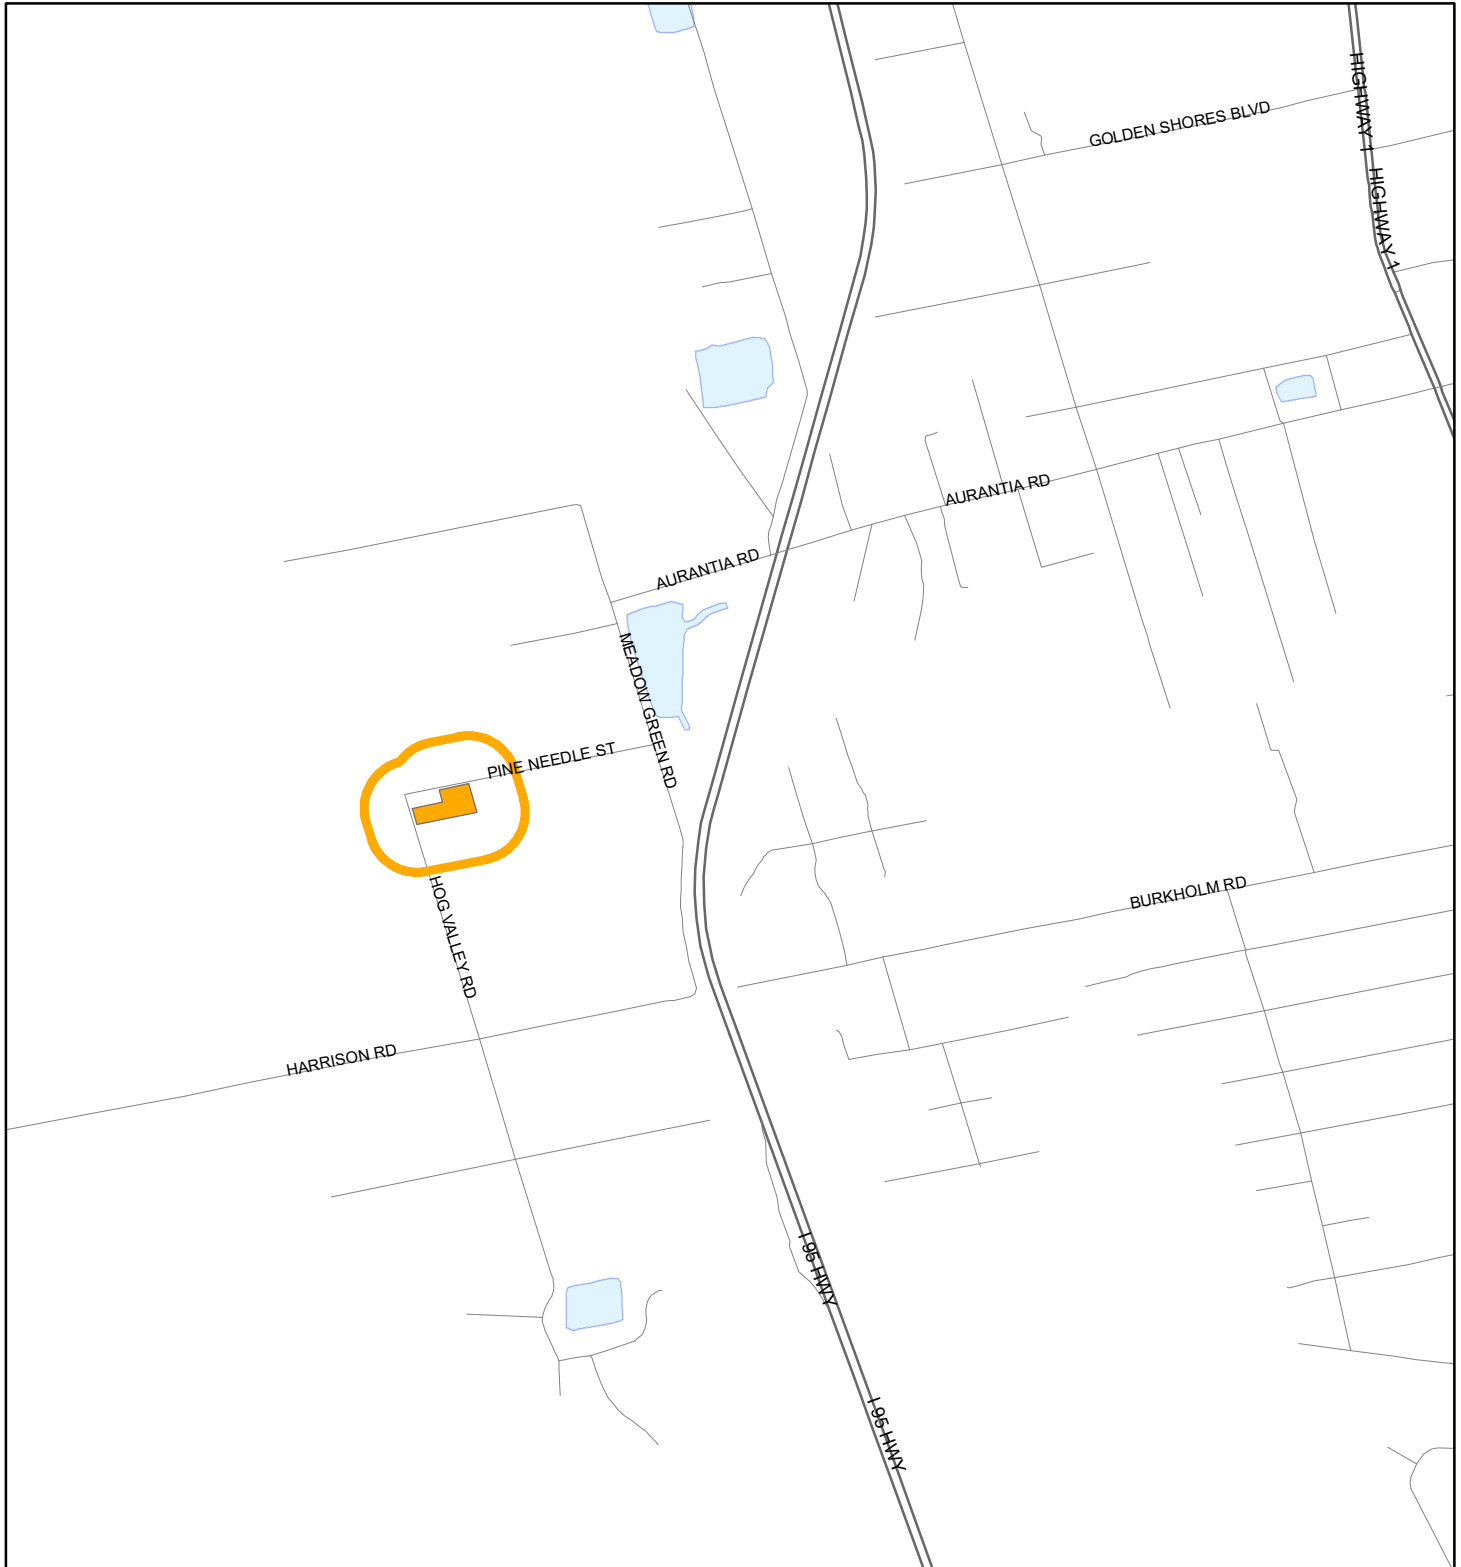 HIGHWAY 1
GOLDEN SHORES BLVD
HIGHWAY 1
AURANTIA RD
AURANTIA RD
MEADOW GREEN RD
PINE NEEDLE ST
HOG VALLEY RD
BURKHOLM RD
HARRISON RD
I 95 HWY
I 95 HWY